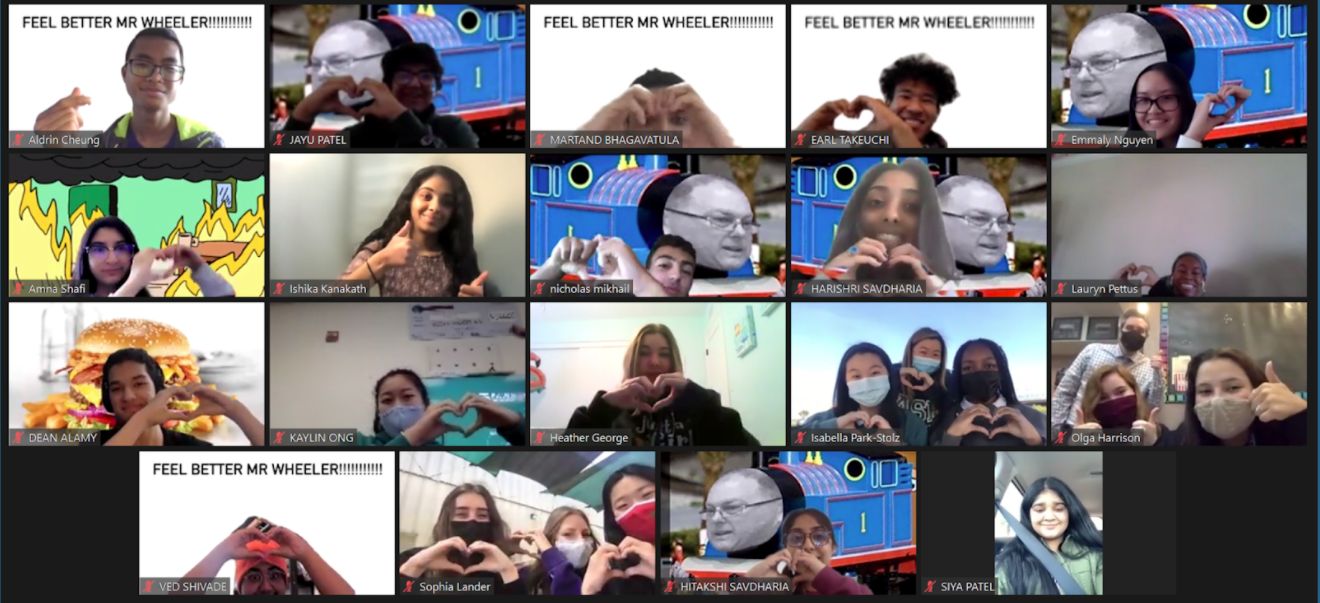 FEEL BETTER MR WHEELER!!!!!!!!!!!
Aldrin Cheung
1
JAYU PATEL
FEEL BETTER MR WHEELER!!!!!!!!!!!
MARTAND BHAGAVATULA
FEEL BETTER MR WHEELER!!!!!!!!!!!
EARL TAKEUCHI
1
Emmaly Nguyen
Amna Shafi
Ishika Kanakath
nicholas mikhail
HARISHRI SAVDHARIA
Lauryn Pettus
DEAN ALAMY
KAYLIN ONG
Heather George
Isabella Park-Stolz
Olga Harrison
FEEL BETTER MR WHEELER!!!!!!!!!!!
VED SHIVADE
Sophia Lander
1
HITAKSHI SAVDHARIA
SIYA PATEL